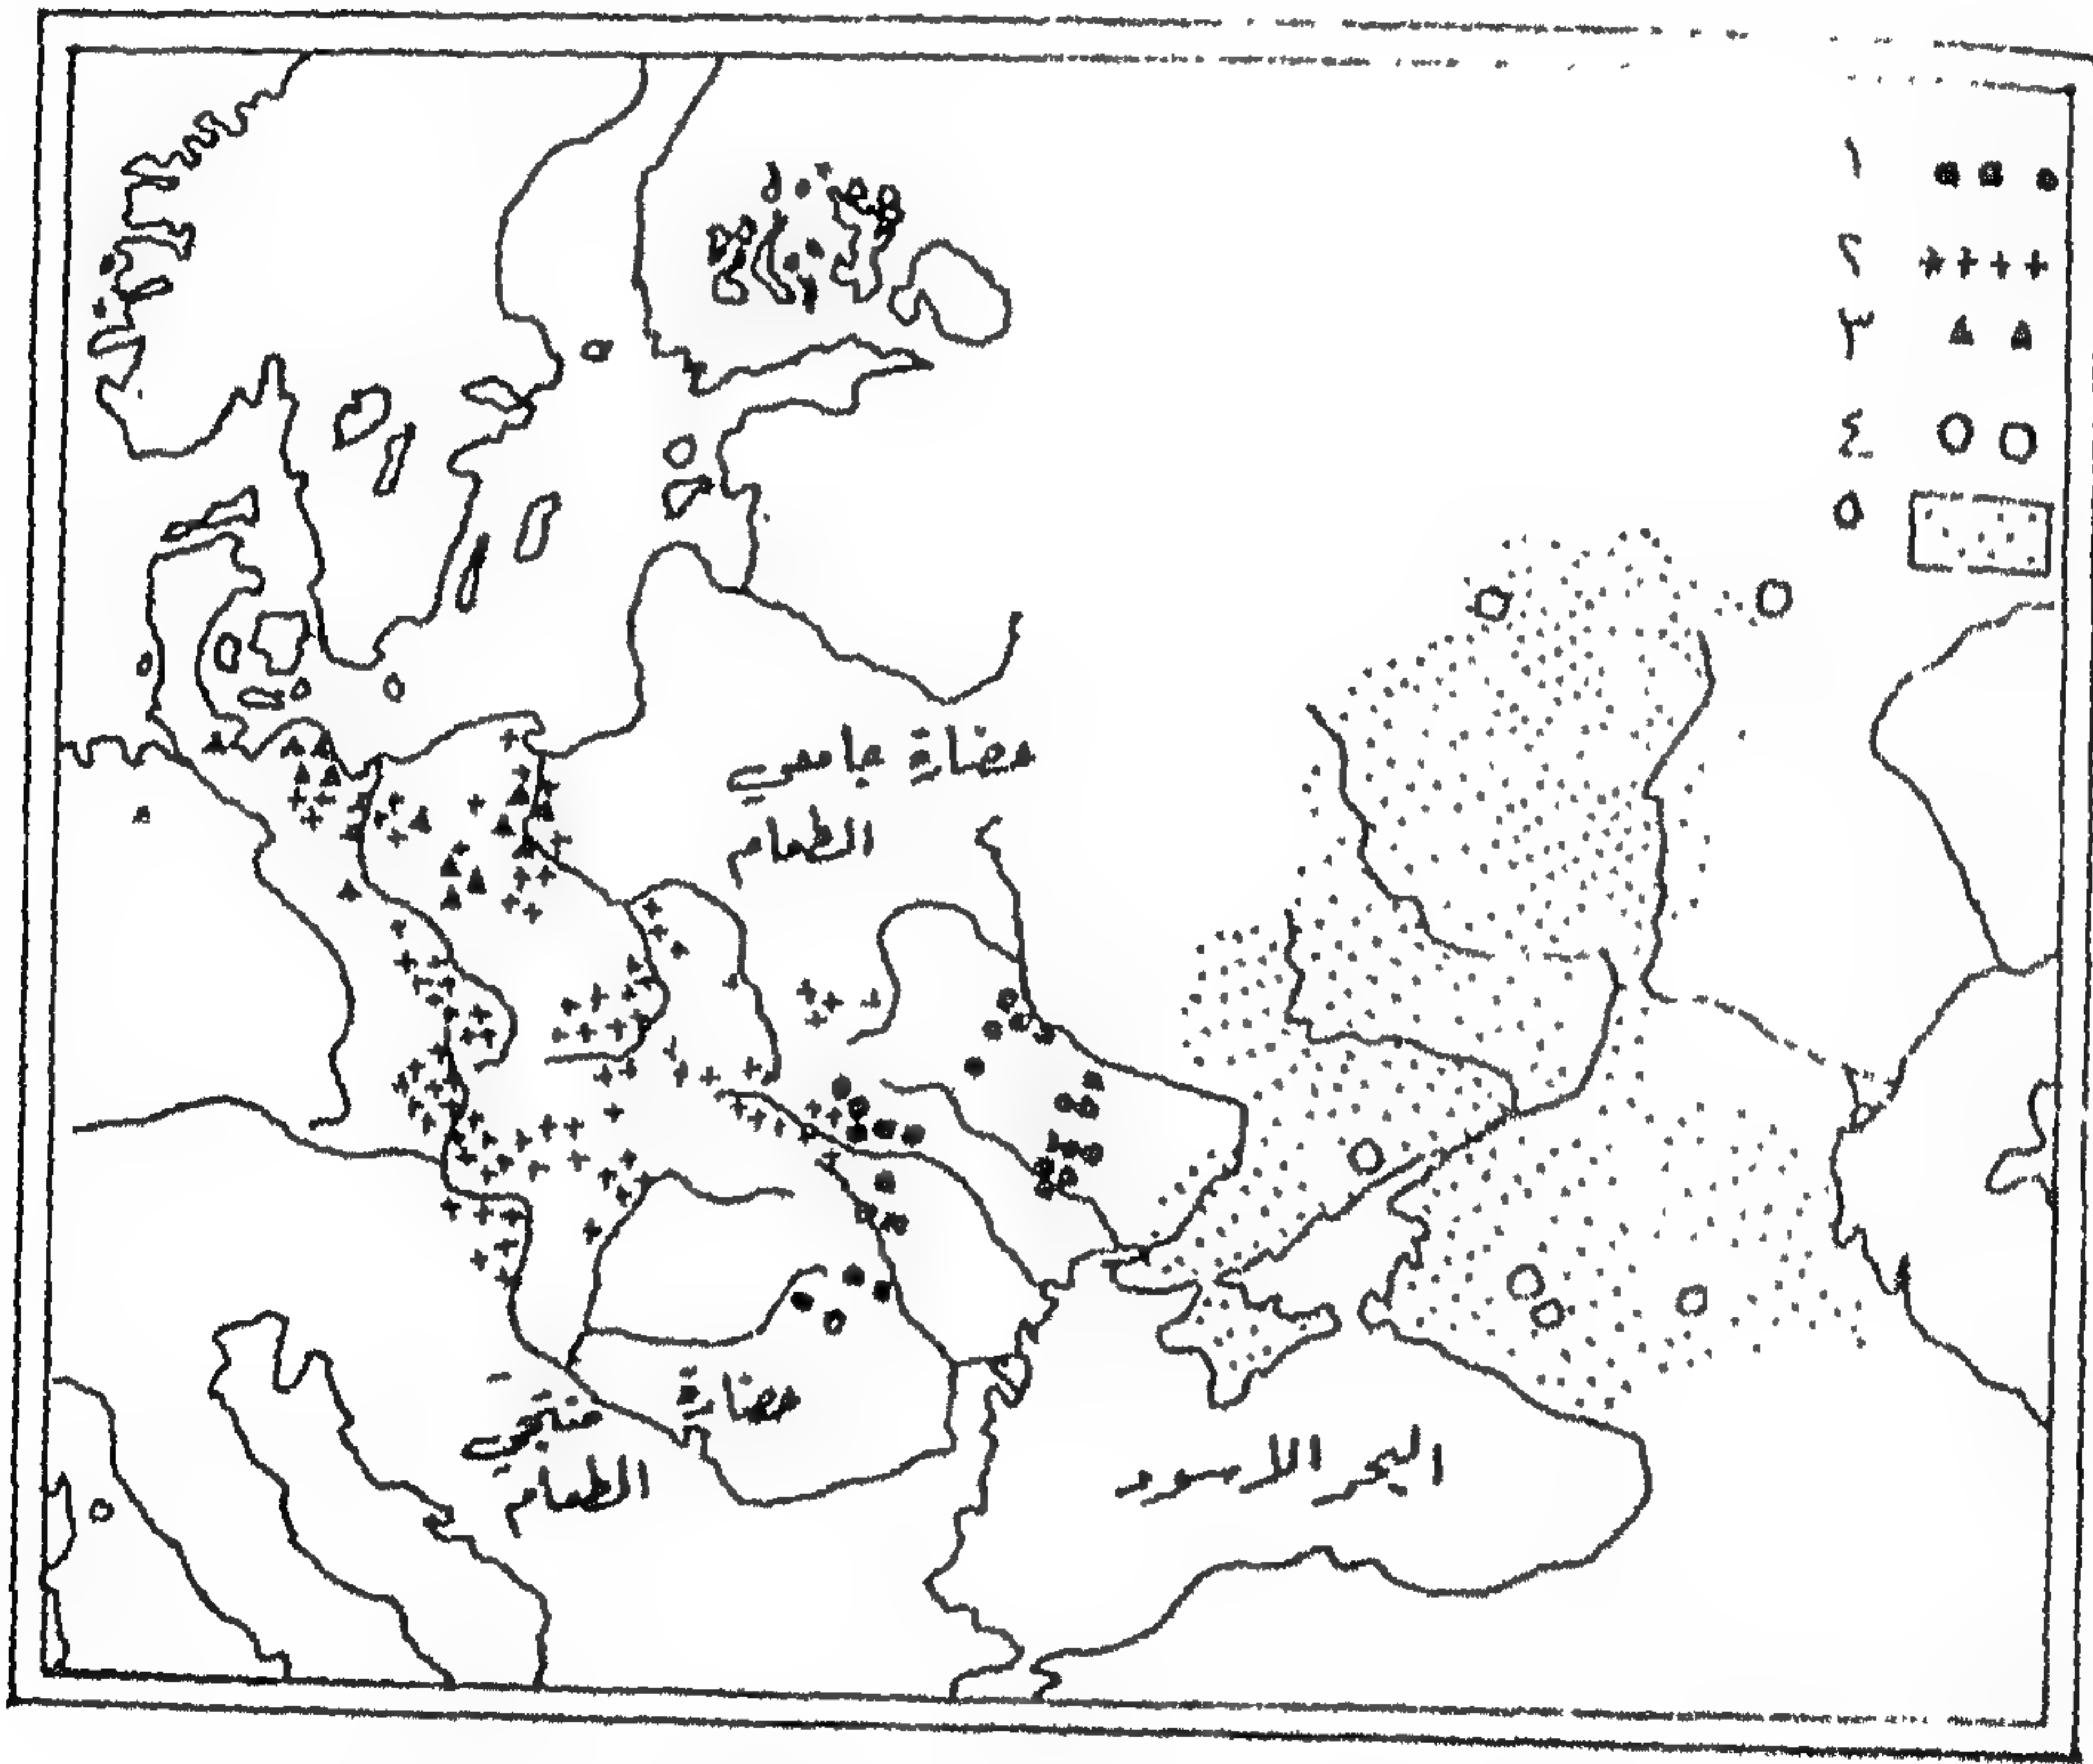 ١
٢
٣
٤
٥
حضارة جامعي
الطعام
حضارة منتجي
الطعام
البحر الاسود